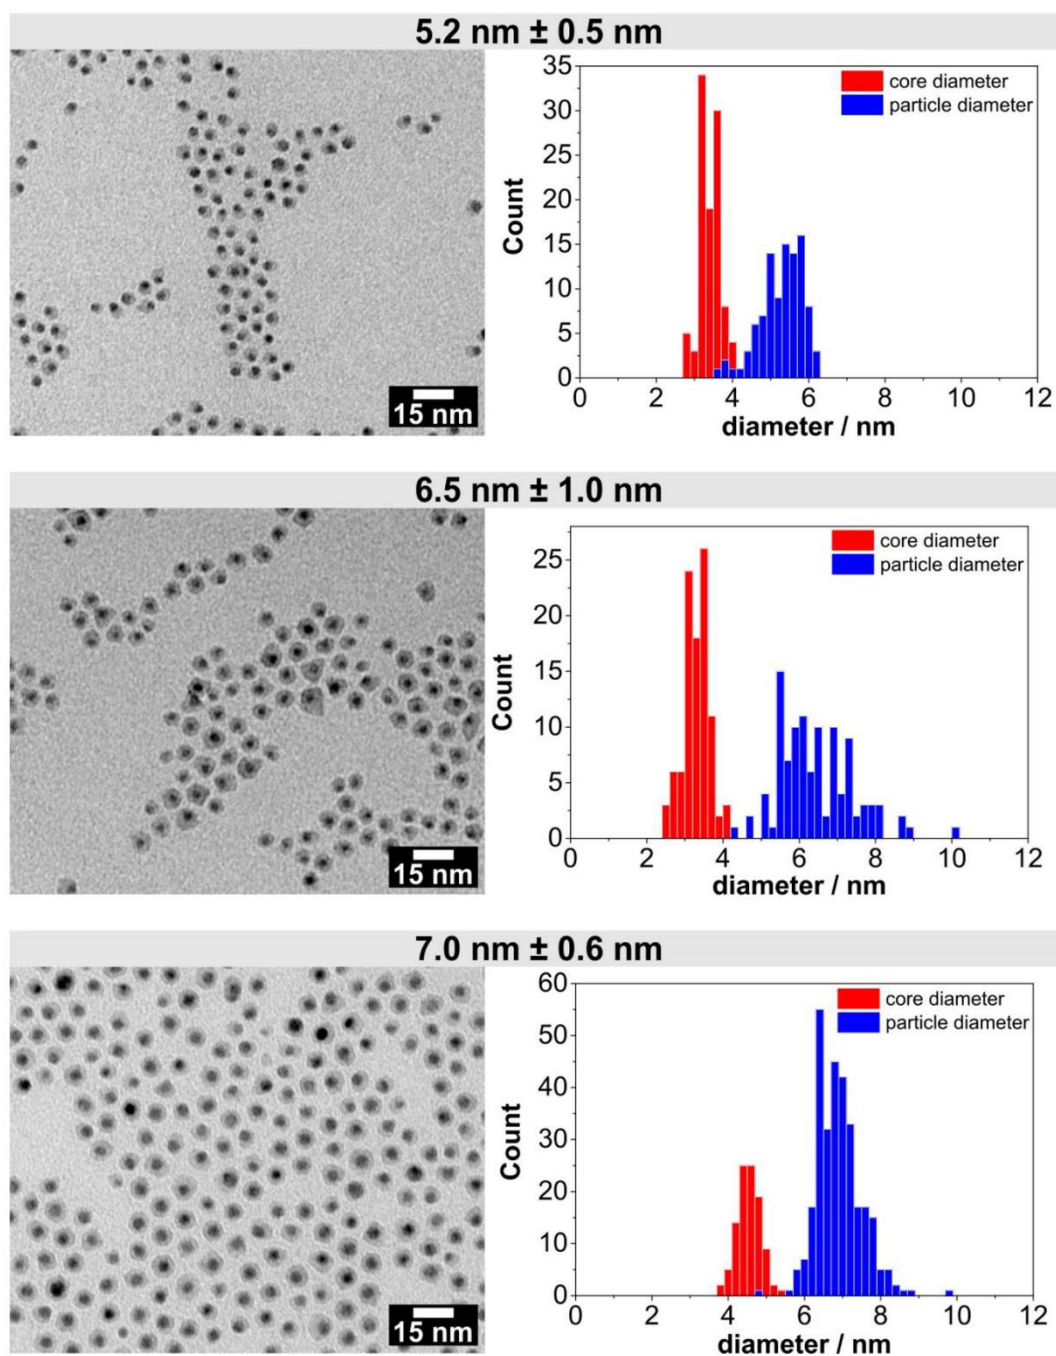 5.2 nm ± 0.5 nm
35
30
25
20
15
10
5
0
Count
core diameter
particle diameter
0 2 4 6 8 10 12
diameter / nm
15 nm
6.5 nm ± 1.0 nm
25
20
15
10
5
0
Count
core diameter
particle diameter
0 2 4 6 8 10 12
diameter / nm
15 nm
7.0 nm ± 0.6 nm
60
50
40
30
20
10
0
Count
core diameter
particle diameter
0 2 4 6 8 10 12
diameter / nm
15 nm